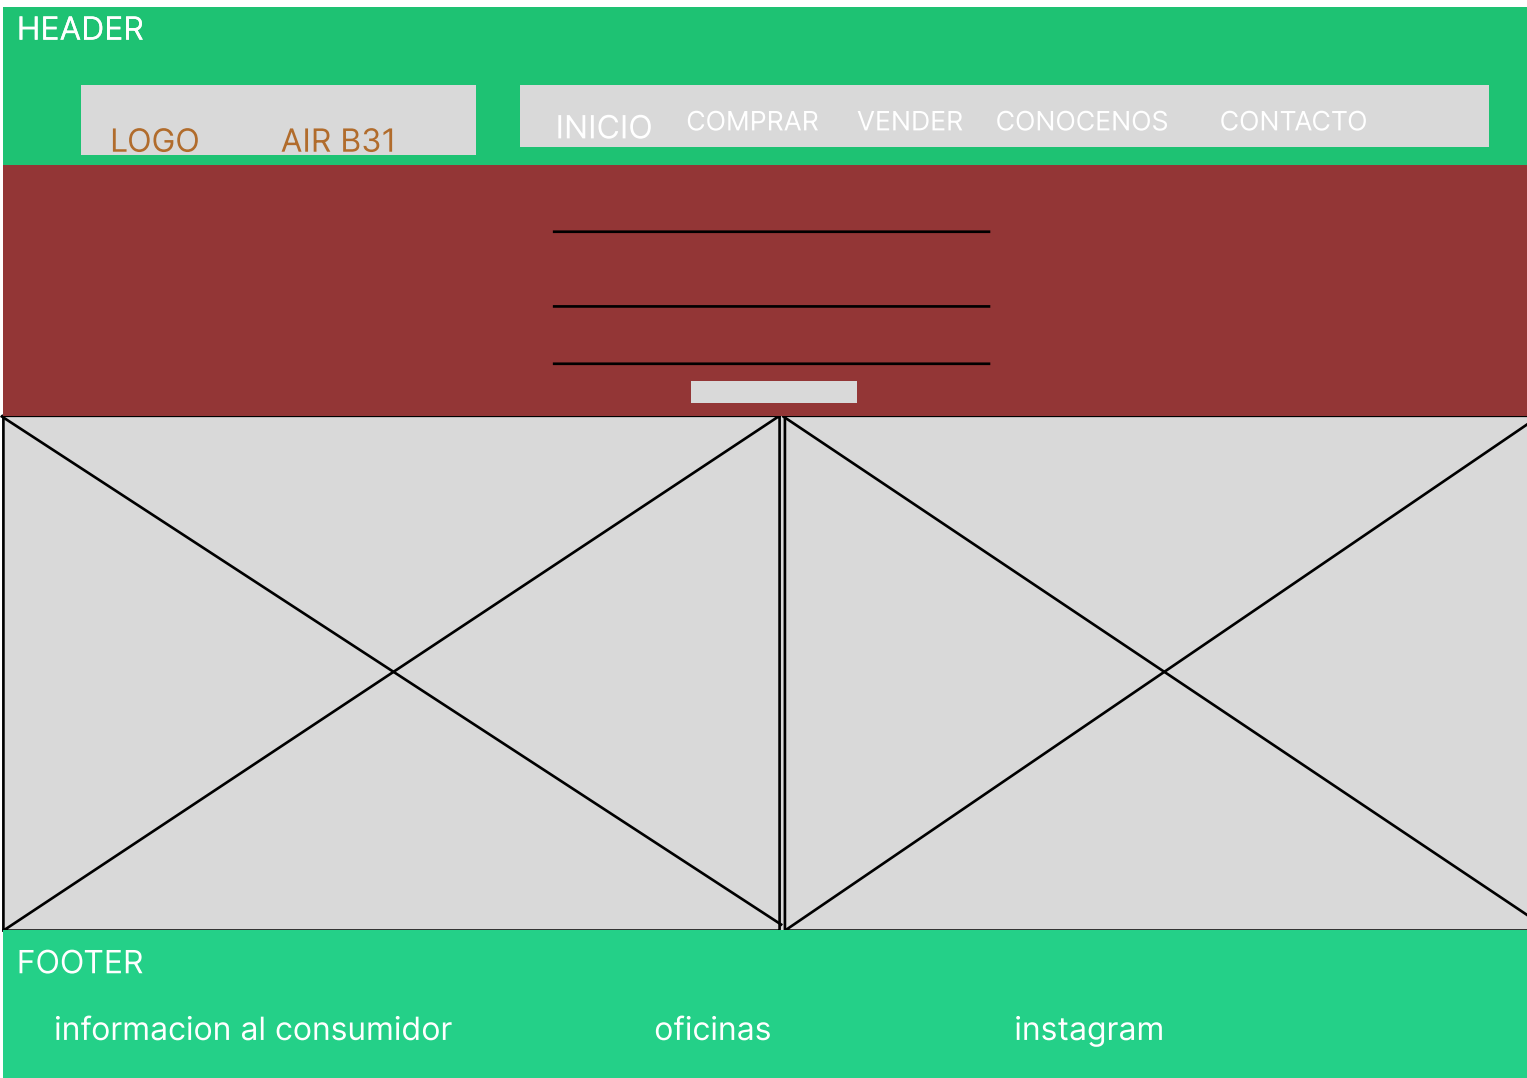 HEADER
LOGO AIR B31
INICIO COMPRAR VENDER CONOCENOS CONTACTO
FOOTER
informacion al consumidor oficinas instagram